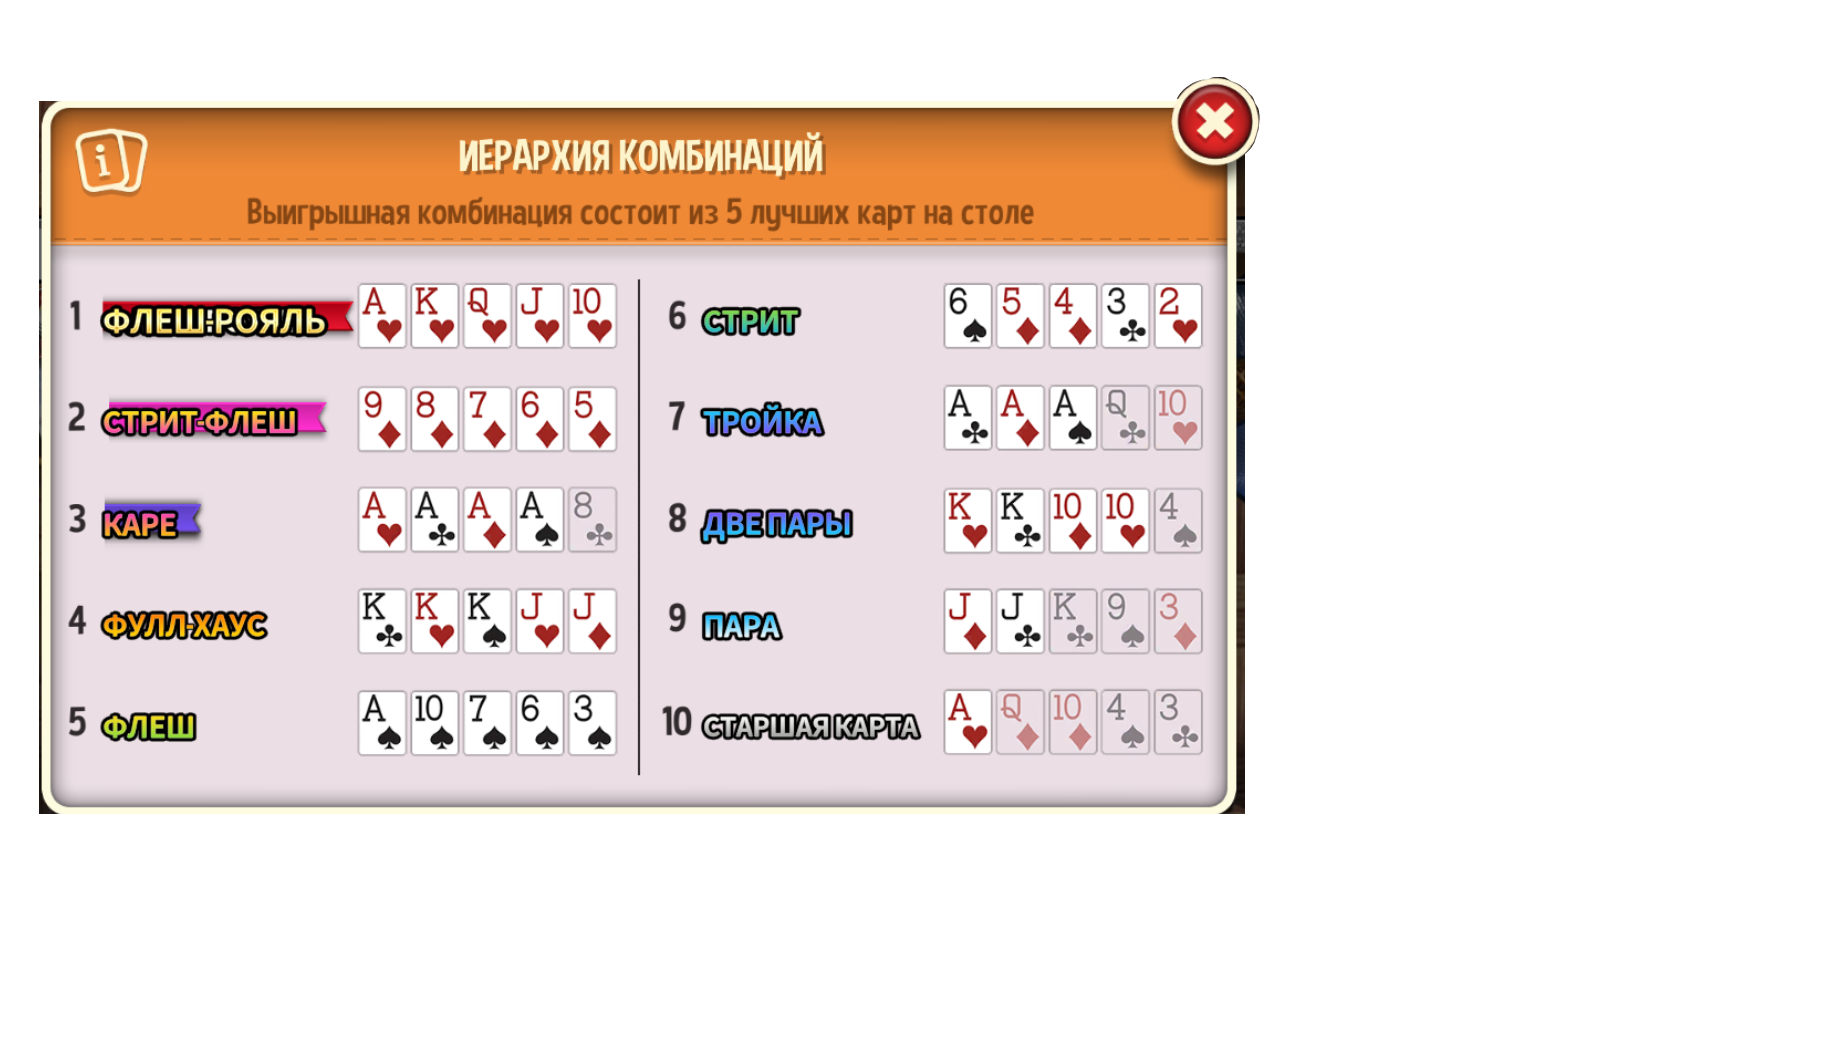 ИЕРАРХИЯ КОМБИНАЦИЙ
Выигрышная комбинация состоит из 5 лучших карт на столе
1 ФЛЕШ-РОЯЛЬ A K Q J 10
2 СТРИТ-ФЛЕШ 9 8 7 6 5
3 КАРЕ A A A A 8
4 ФУЛЛ-ХАУС K K K J J
5 ФЛЕШ A 10 7 6 3
6 СТРИТ 6 5 4 3 2
7 ТРОЙКА A A A Q 10
8 ДВЕ ПАРЫ K K 10 10 4
9 ПАРА J J K 9 3
10 СТАРШАЯ КАРТА A Q 10 4 3